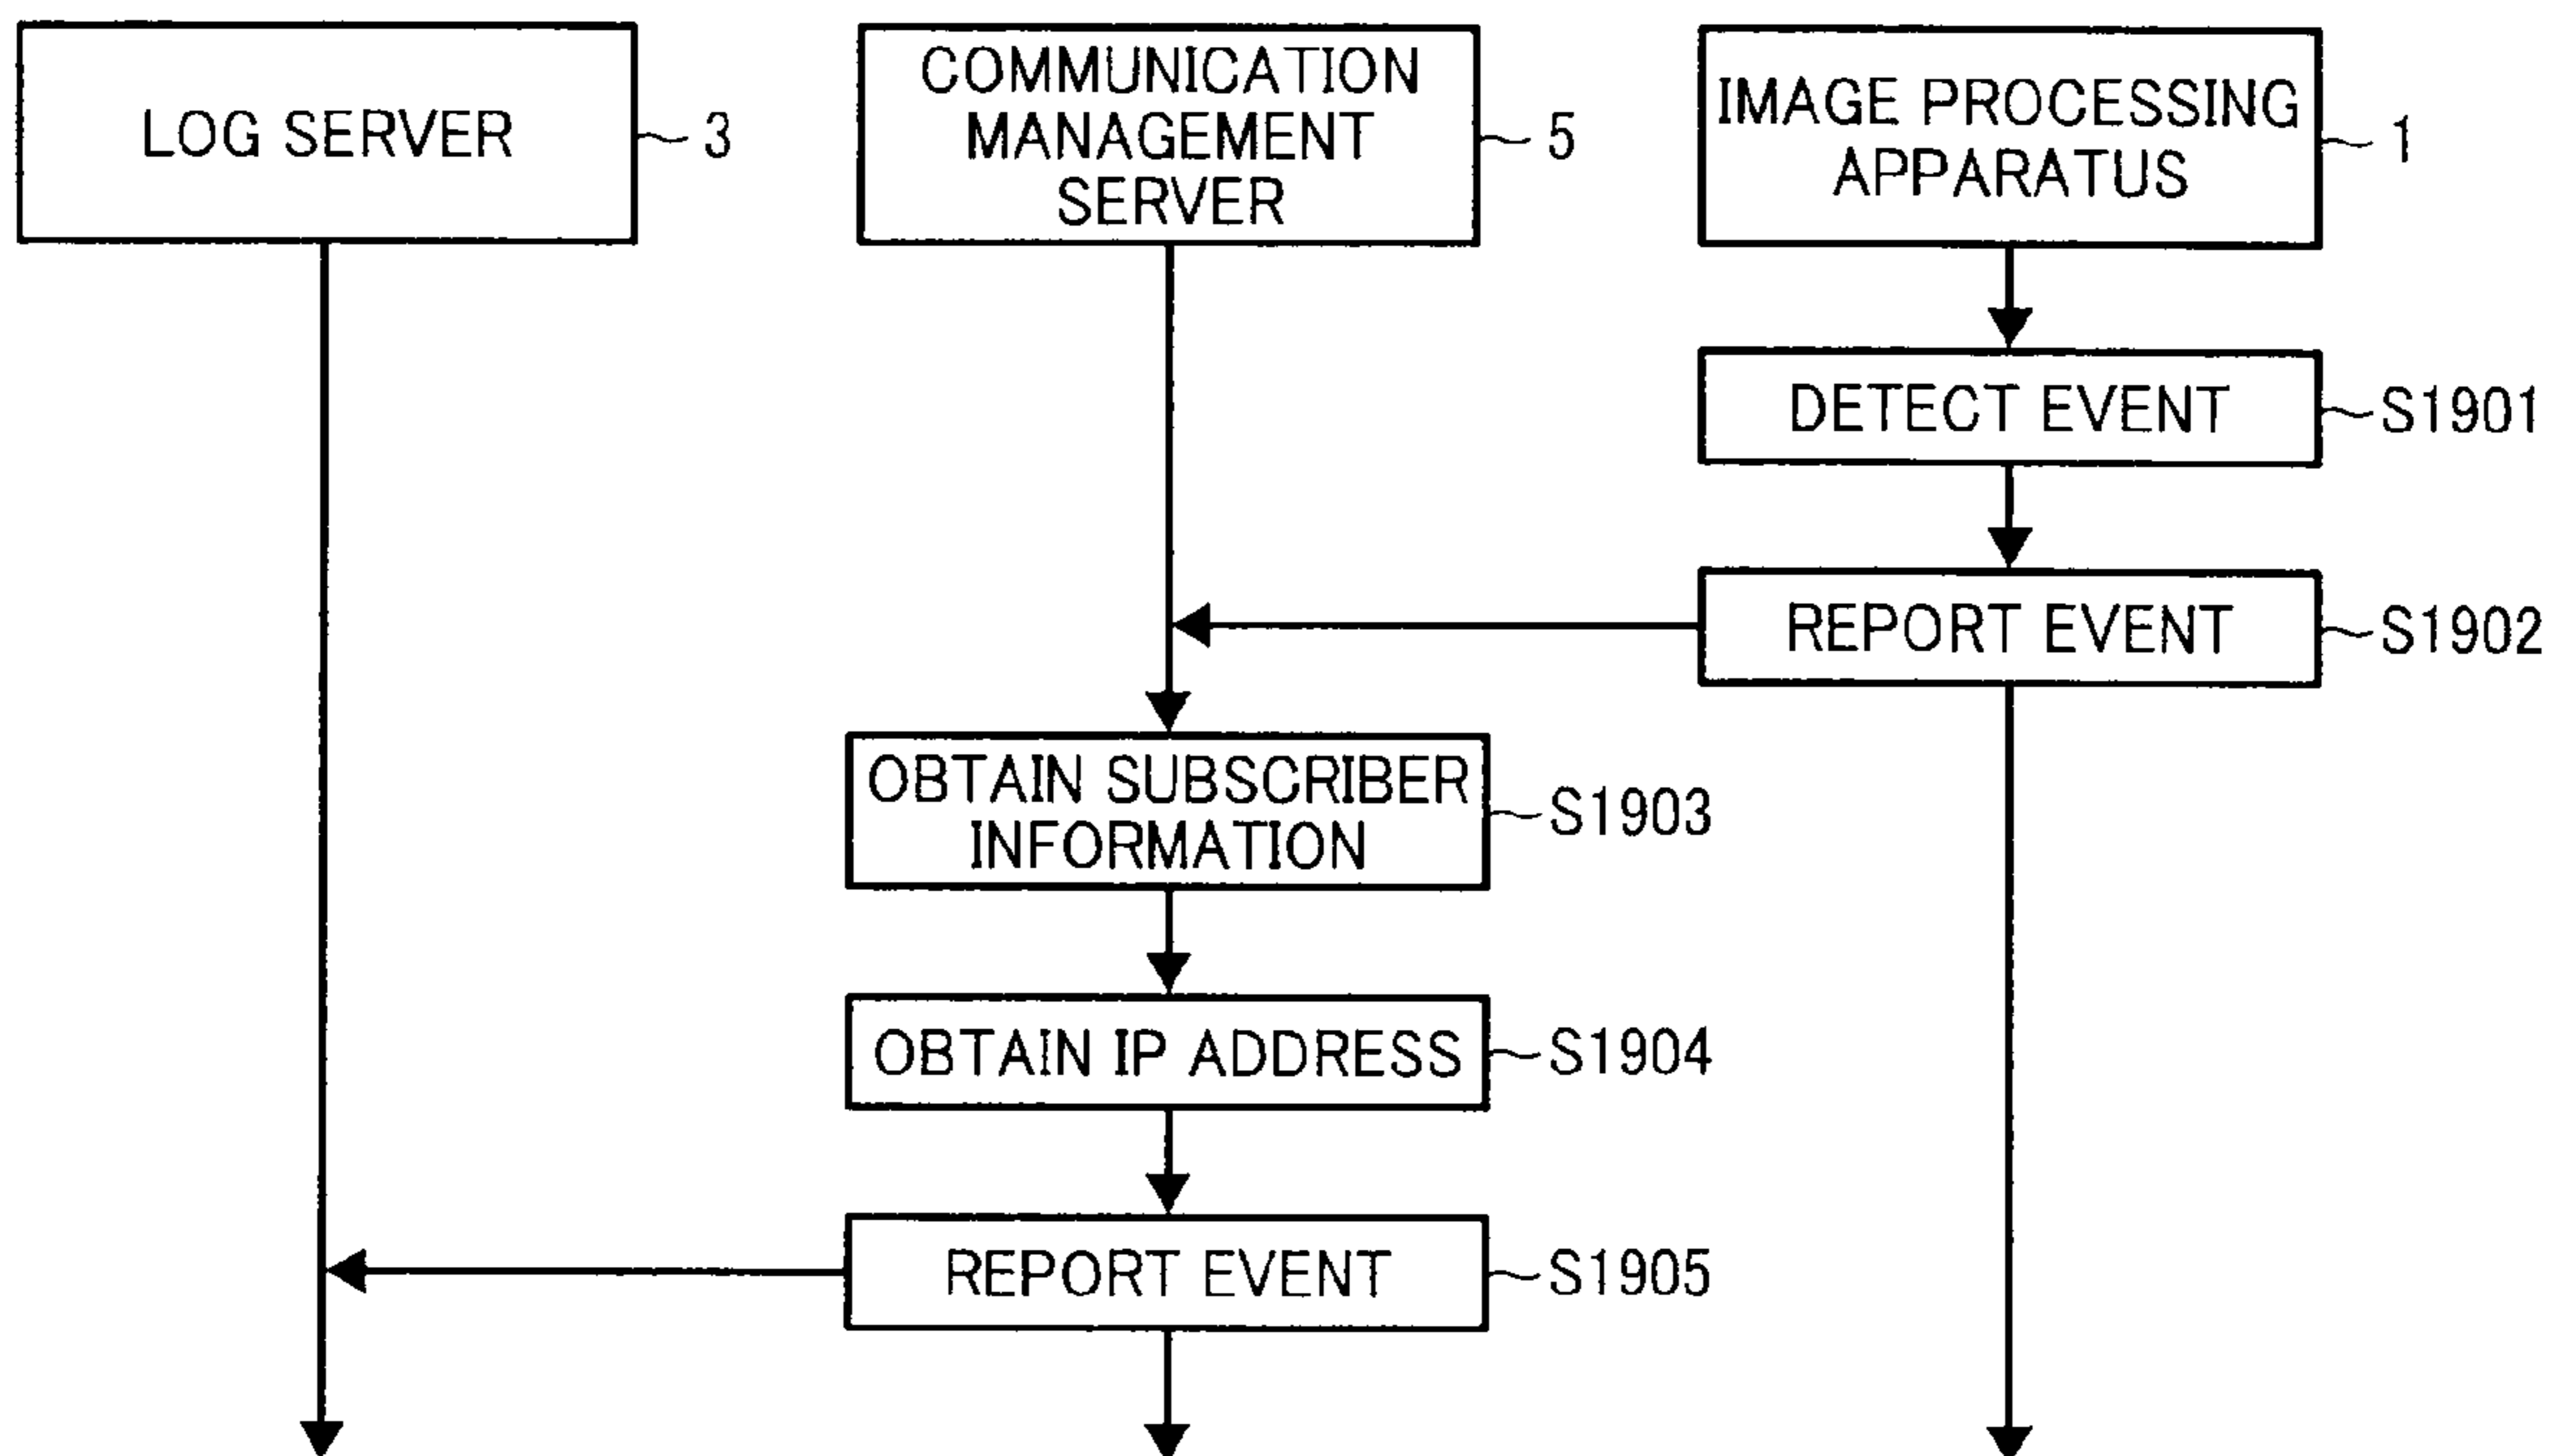 LOG SERVER
3
COMMUNICATION
MANAGEMENT
SERVER
5
IMAGE PROCESSING
APPARATUS
1
DETECT EVENT
S1901
REPORT EVENT
S1902
OBTAIN SUBSCRIBER
INFORMATION
S1903
OBTAIN IP ADDRESS
S1904
REPORT EVENT
S1905